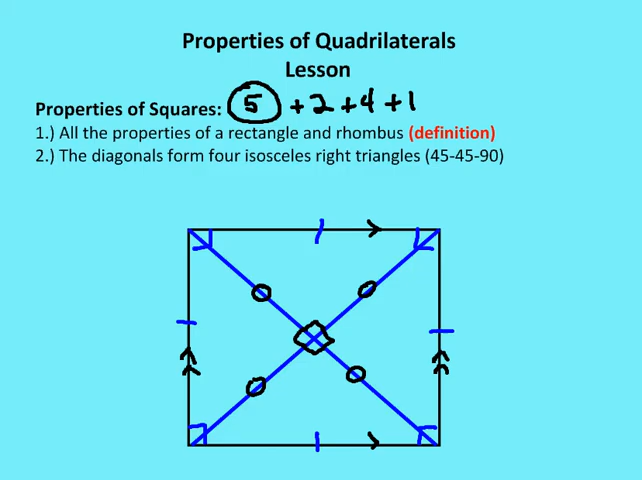 Properties of Quadrilaterals
Lesson
Properties of Squares: 5 +2+4+1
1.) All the properties of a rectangle and rhombus (definition)
2.) The diagonals form four isosceles right triangles (45-45-90)